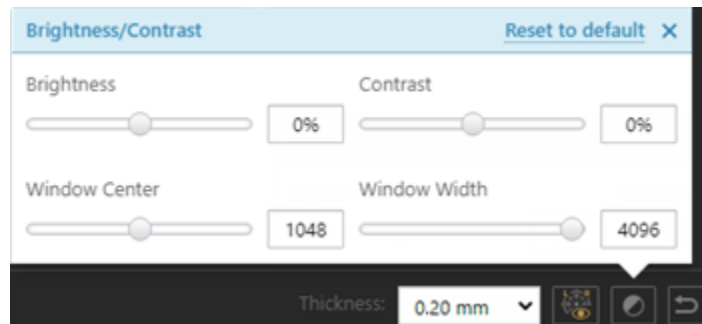 Brightness/Contrast Reset to default ×
Brightness Contrast
0% 0%
Window Center Window Width
1048 4096
Thickness: 0.20 mm